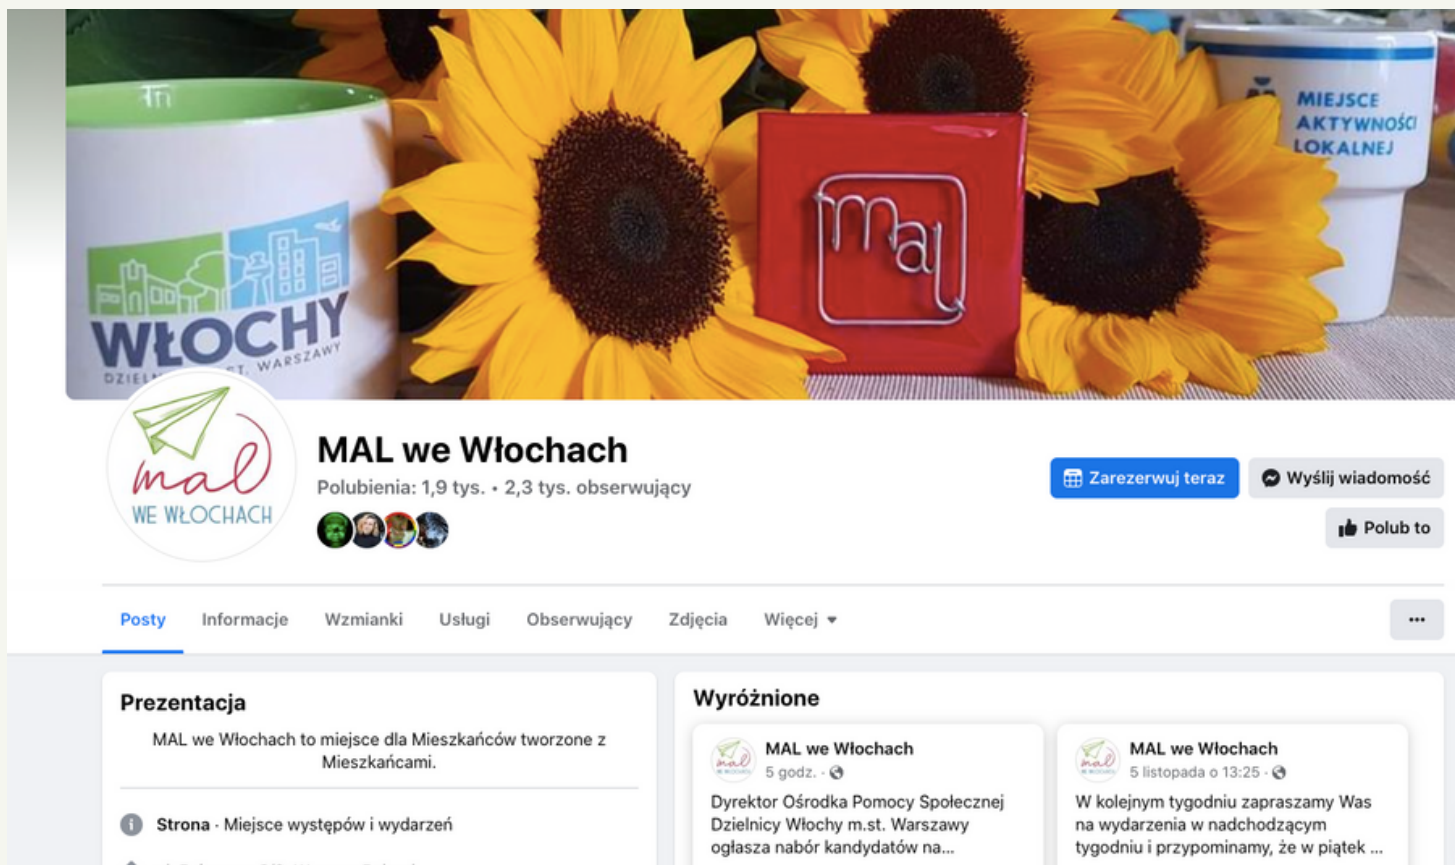 MIEJSCE
AKTYWNOŚCI
LOKALNEJ
mal
WŁOCHY
WARSZAWY
mal
WE WŁOCHACH
MAL we Włochach
Polubienia: 1,9 tys. • 2,3 tys. obserwujący
Zarezerwuj teraz
Wyślij wiadomość
Polub to
Posty Informacje Wzmianki Usługi Obserwujący Zdjęcia Więcej
Prezentacja
MAL we Włochach to miejsce dla Mieszkańców tworzone z
Mieszkańcami.
Strona · Miejsce występów i wydarzeń
Wyróżnione
mal
MAL we Włochach
5 godz. ·
Dyrektor Ośrodka Pomocy Społecznej
Dzielnicy Włochy m.st. Warszawy
ogłasza nabór kandydatów na...
mal
MAL we Włochach
5 listopada o 13:25 ·
W kolejnym tygodniu zapraszamy Was
na wydarzenia w nadchodzącym
tygodniu i przypominamy, że w piątek ...